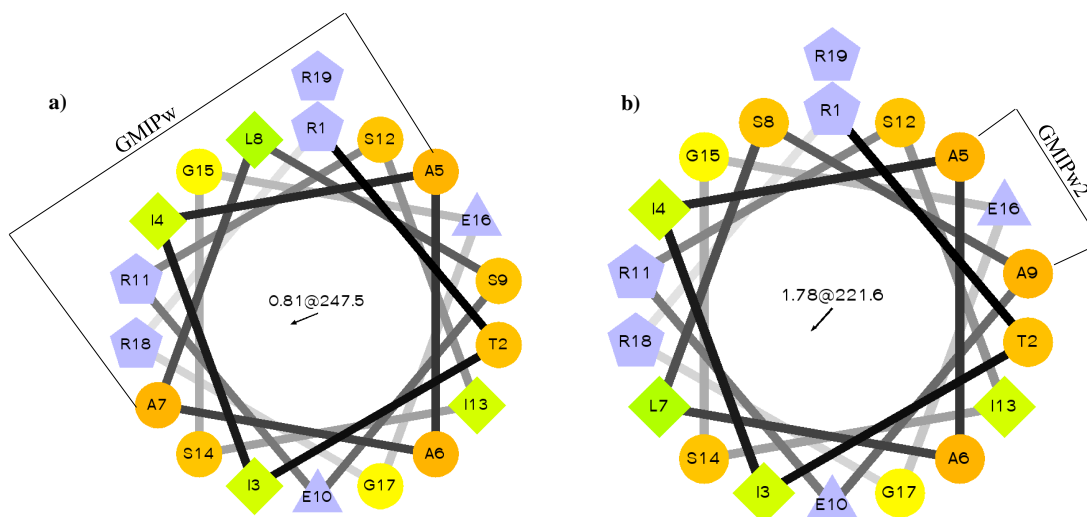 a)
GMIPw
R19
R1
L8
S12
G15
A5
I4
E16
R11
S9
0.81@247.5
R18
T2
A7
I13
S14
A6
I3
E10
G17
b)
GMIPw2
R19
R1
S8
S12
G15
A5
I4
E16
R11
A9
1.78@221.6
R18
T2
L7
I13
S14
A6
I3
E10
G17